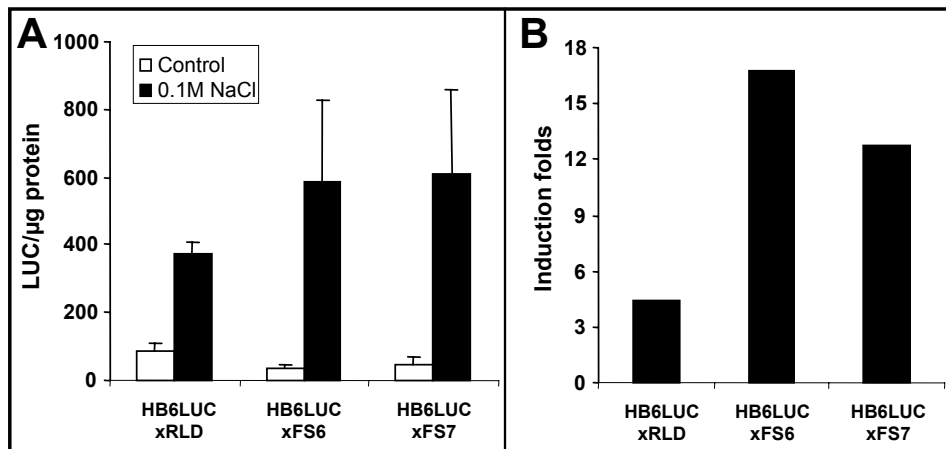 A
1000
800
600
400
200
0
LUC/µg protein
Control
0.1M NaCl
HB6LUC
xRLD
HB6LUC
xFS6
HB6LUC
xFS7
B
18
15
12
9
6
3
0
Induction folds
HB6LUC
xRLD
HB6LUC
xFS6
HB6LUC
xFS7